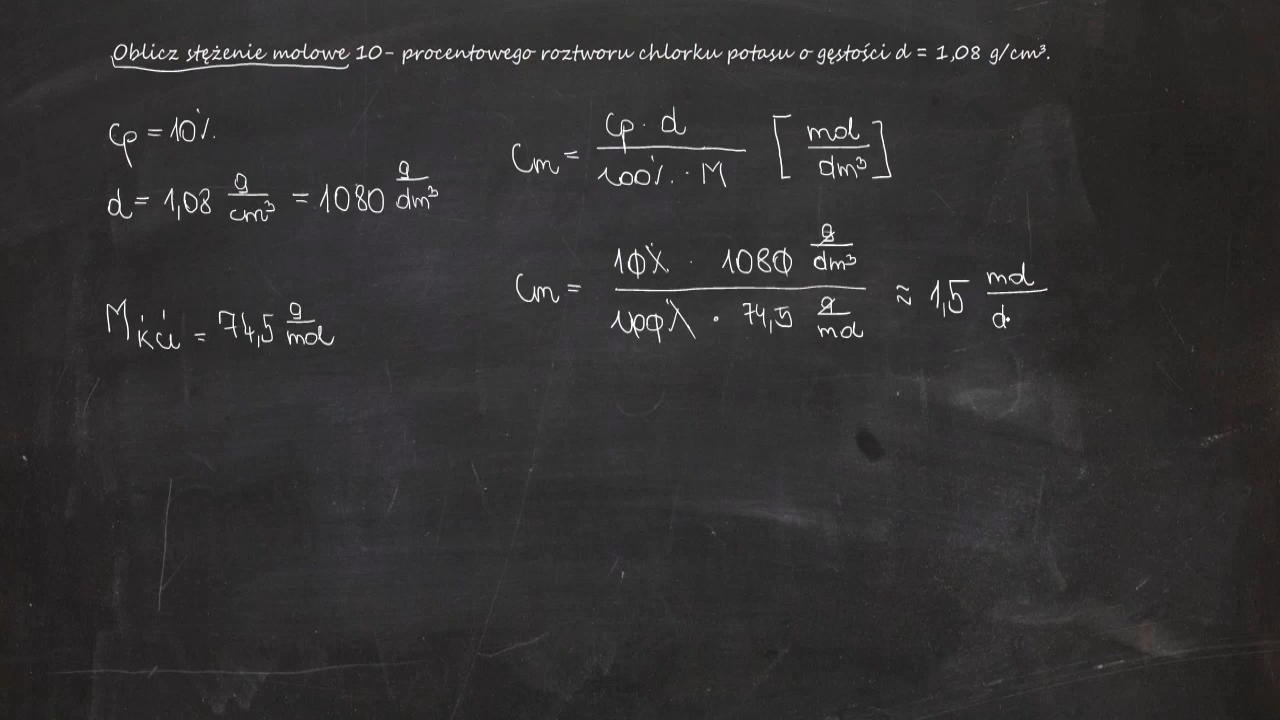 Oblicz stężenie molowe 10- procentowego roztworu chlorku potasu o gęstości d = 1,08 g/cm³.
Cp = 10%.
d = 1,08 g/cm³ = 1080 g/dm³
M KCl = 74,5 g/mol
Cm = Cp · d / 100% · M [mol/dm³]
Cm = 10% · 1080 g/dm³ / 100% · 74,5 g/mol ≈ 1,5 mol/d